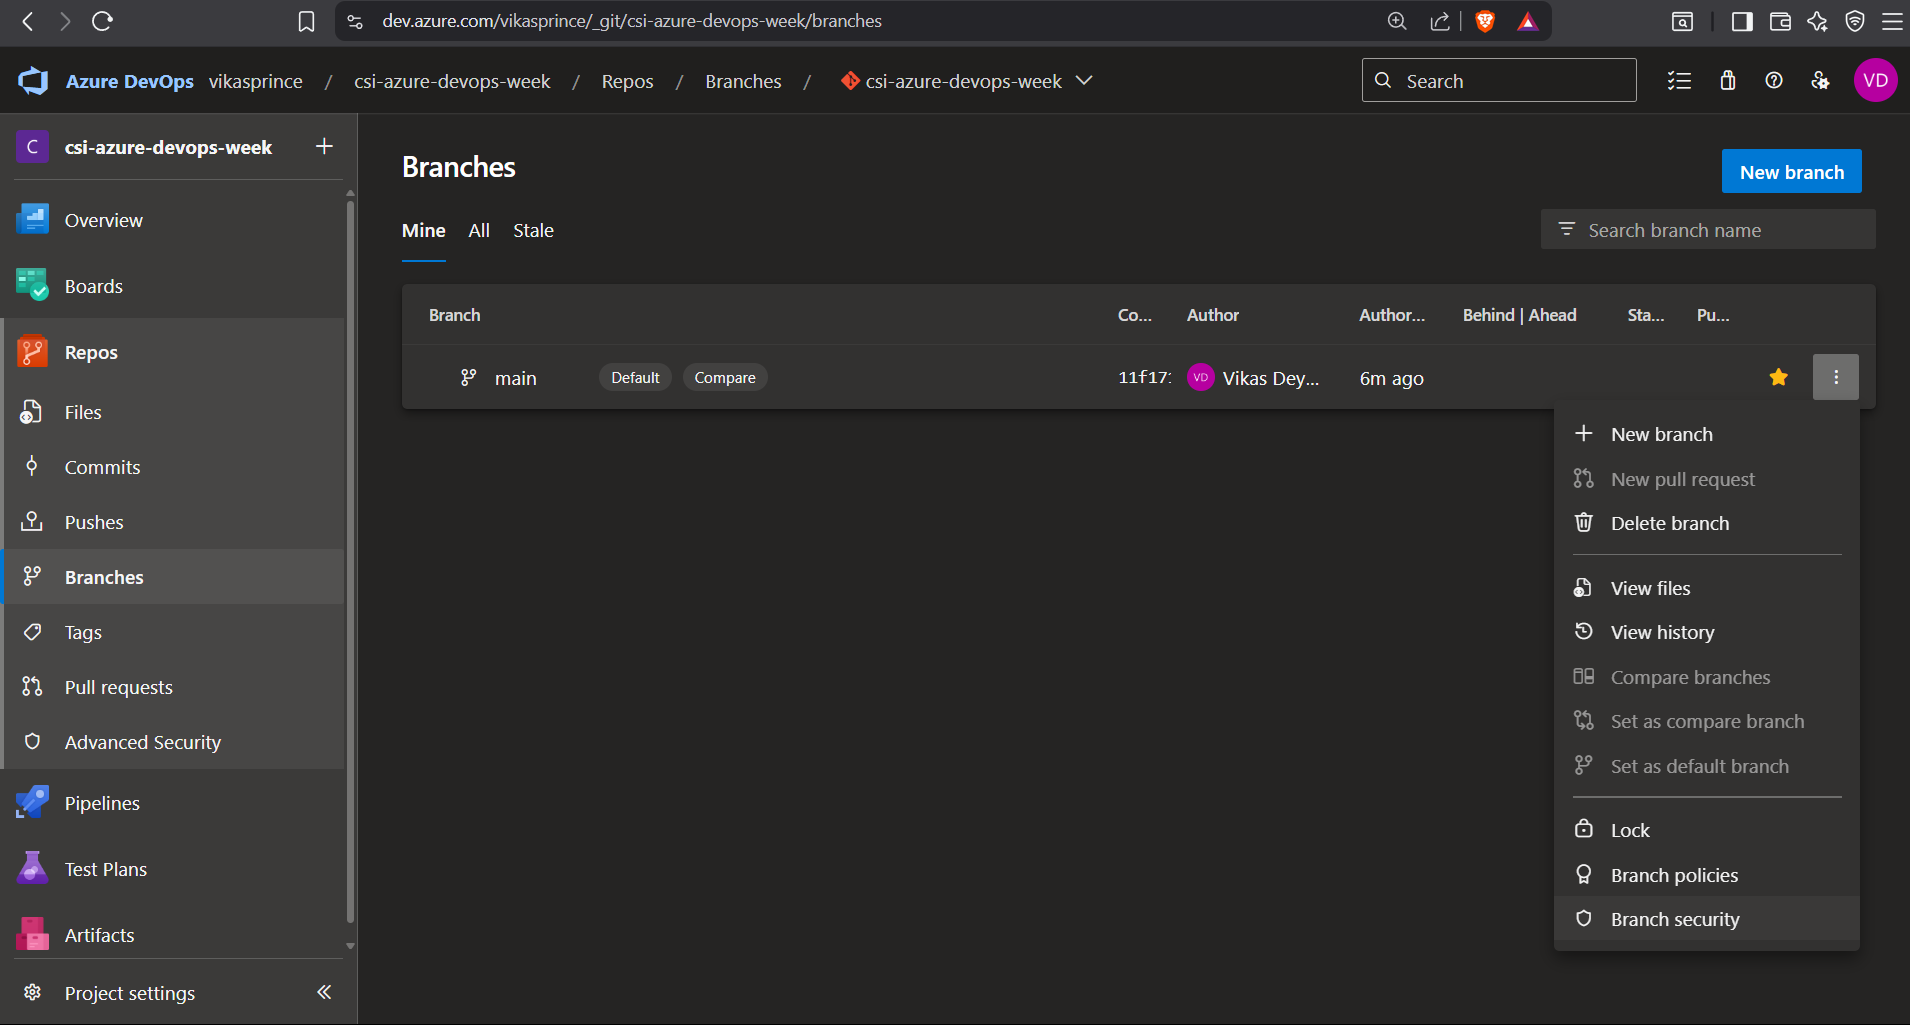 dev.azure.com/vikasprince/_git/csi-azure-devops-week/branches
Azure DevOps vikasprince / csi-azure-devops-week / Repos / Branches / csi-azure-devops-week
Search
VD
C csi-azure-devops-week
Overview
Boards
Repos
Files
Commits
Pushes
Branches
Tags
Pull requests
Advanced Security
Pipelines
Test Plans
Artifacts
Project settings
Branches
New branch
Mine All Stale
Search branch name
Branch Co... Author Author... Behind | Ahead Sta... Pu...
main Default Compare 11f17: VD Vikas Dey... 6m ago
New branch
New pull request
Delete branch
View files
View history
Compare branches
Set as compare branch
Set as default branch
Lock
Branch policies
Branch security